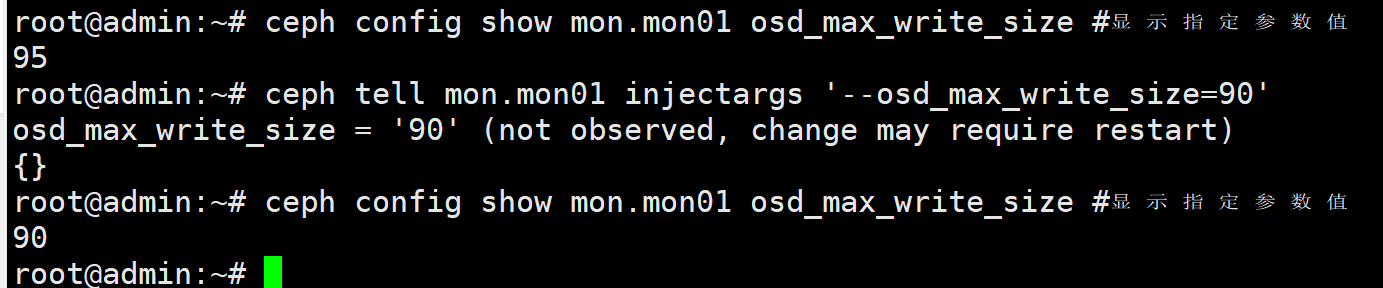 root@admin:~# ceph config show mon.mon01 osd_max_write_size #显示指定参数值
95
root@admin:~# ceph tell mon.mon01 injectargs '--osd_max_write_size=90'
osd_max_write_size = '90' (not observed, change may require restart)
{}
root@admin:~# ceph config show mon.mon01 osd_max_write_size #显示指定参数值
90
root@admin:~#